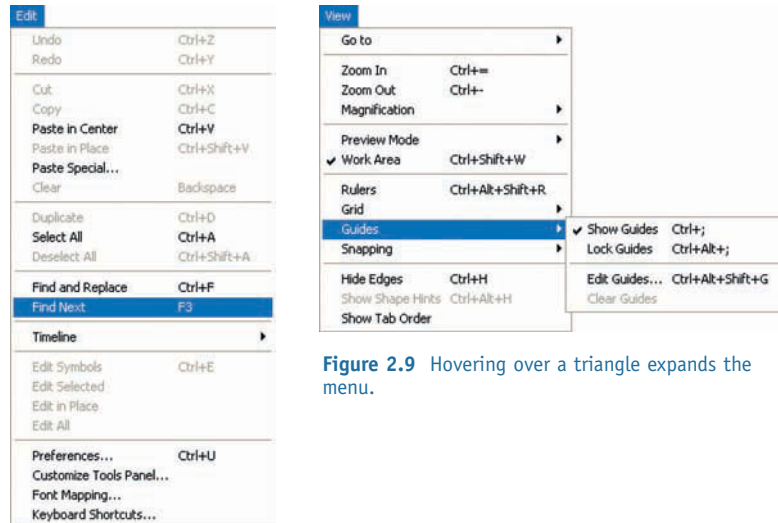 Edit
Undo Ctrl+Z
Redo Ctrl+Y
Cut Ctrl+X
Copy Ctrl+C
Paste in Center Ctrl+V
Paste in Place Ctrl+Shift+V
Paste Special...
Clear Backspace
Duplicate Ctrl+D
Select All Ctrl+A
Deselect All Ctrl+Shift+A
Find and Replace Ctrl+F
Find Next F3
Timeline
Edit Symbols Ctrl+E
Edit Selected
Edit in Place
Edit All
Preferences... Ctrl+U
Customize Tools Panel...
Font Mapping...
Keyboard Shortcuts...
View
Go to
Zoom In Ctrl+=
Zoom Out Ctrl+-
Magnification
Preview Mode
Work Area Ctrl+Shift+W
Rulers Ctrl+Alt+Shift+R
Grid
Guides
Snapping
Hide Edges Ctrl+H
Show Shape Hints Ctrl+Alt+H
Show Tab Order
Show Guides Ctrl+;
Lock Guides Ctrl+Alt+;
Edit Guides... Ctrl+Alt+Shift+G
Clear Guides
Figure 2.9 Hovering over a triangle expands the
menu.